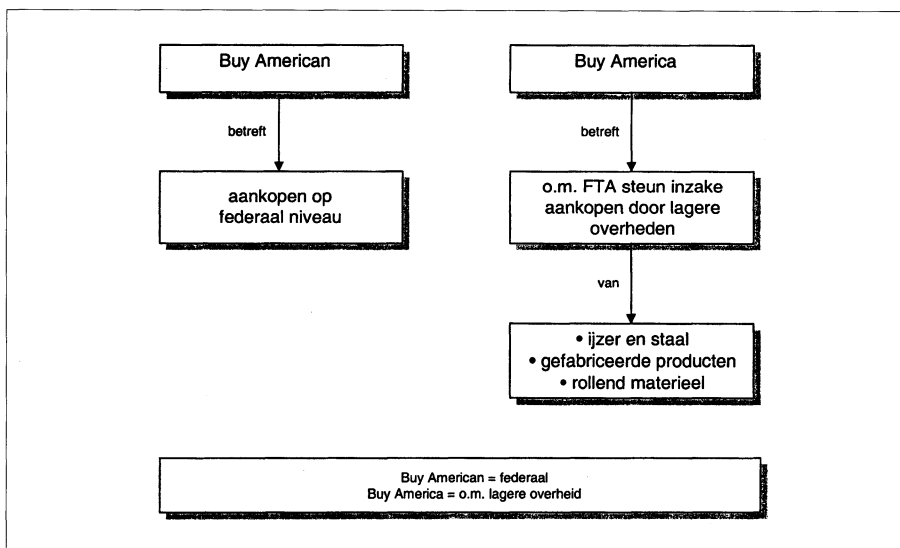 Buy American
Buy America
betreft
betreft
aankopen op
federaal niveau
o.m. FTA steun inzake
aankopen door lagere
overheden
van
• ijzer en staal
• gefabriceerde producten
• rollend materieel
Buy American = federaal
Buy America = o.m. lagere overheid